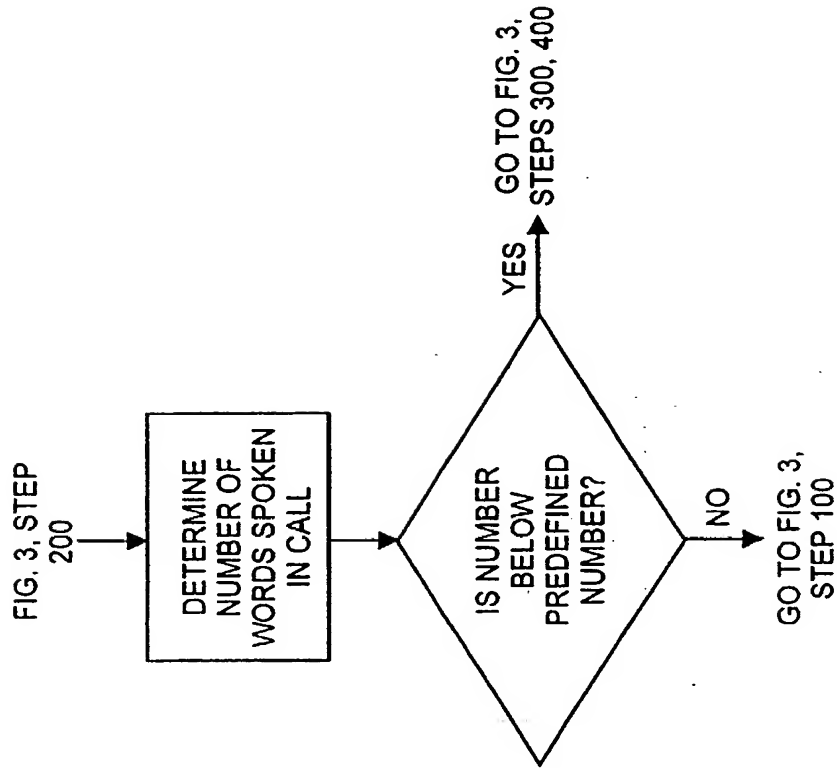 FIG. 3, STEP
200
DETERMINE
NUMBER OF
WORDS SPOKEN
IN CALL
IS NUMBER
BELOW
PREDEFINED
NUMBER?
YES
GO TO FIG. 3,
STEPS 300, 400
NO
GO TO FIG. 3,
STEP 100